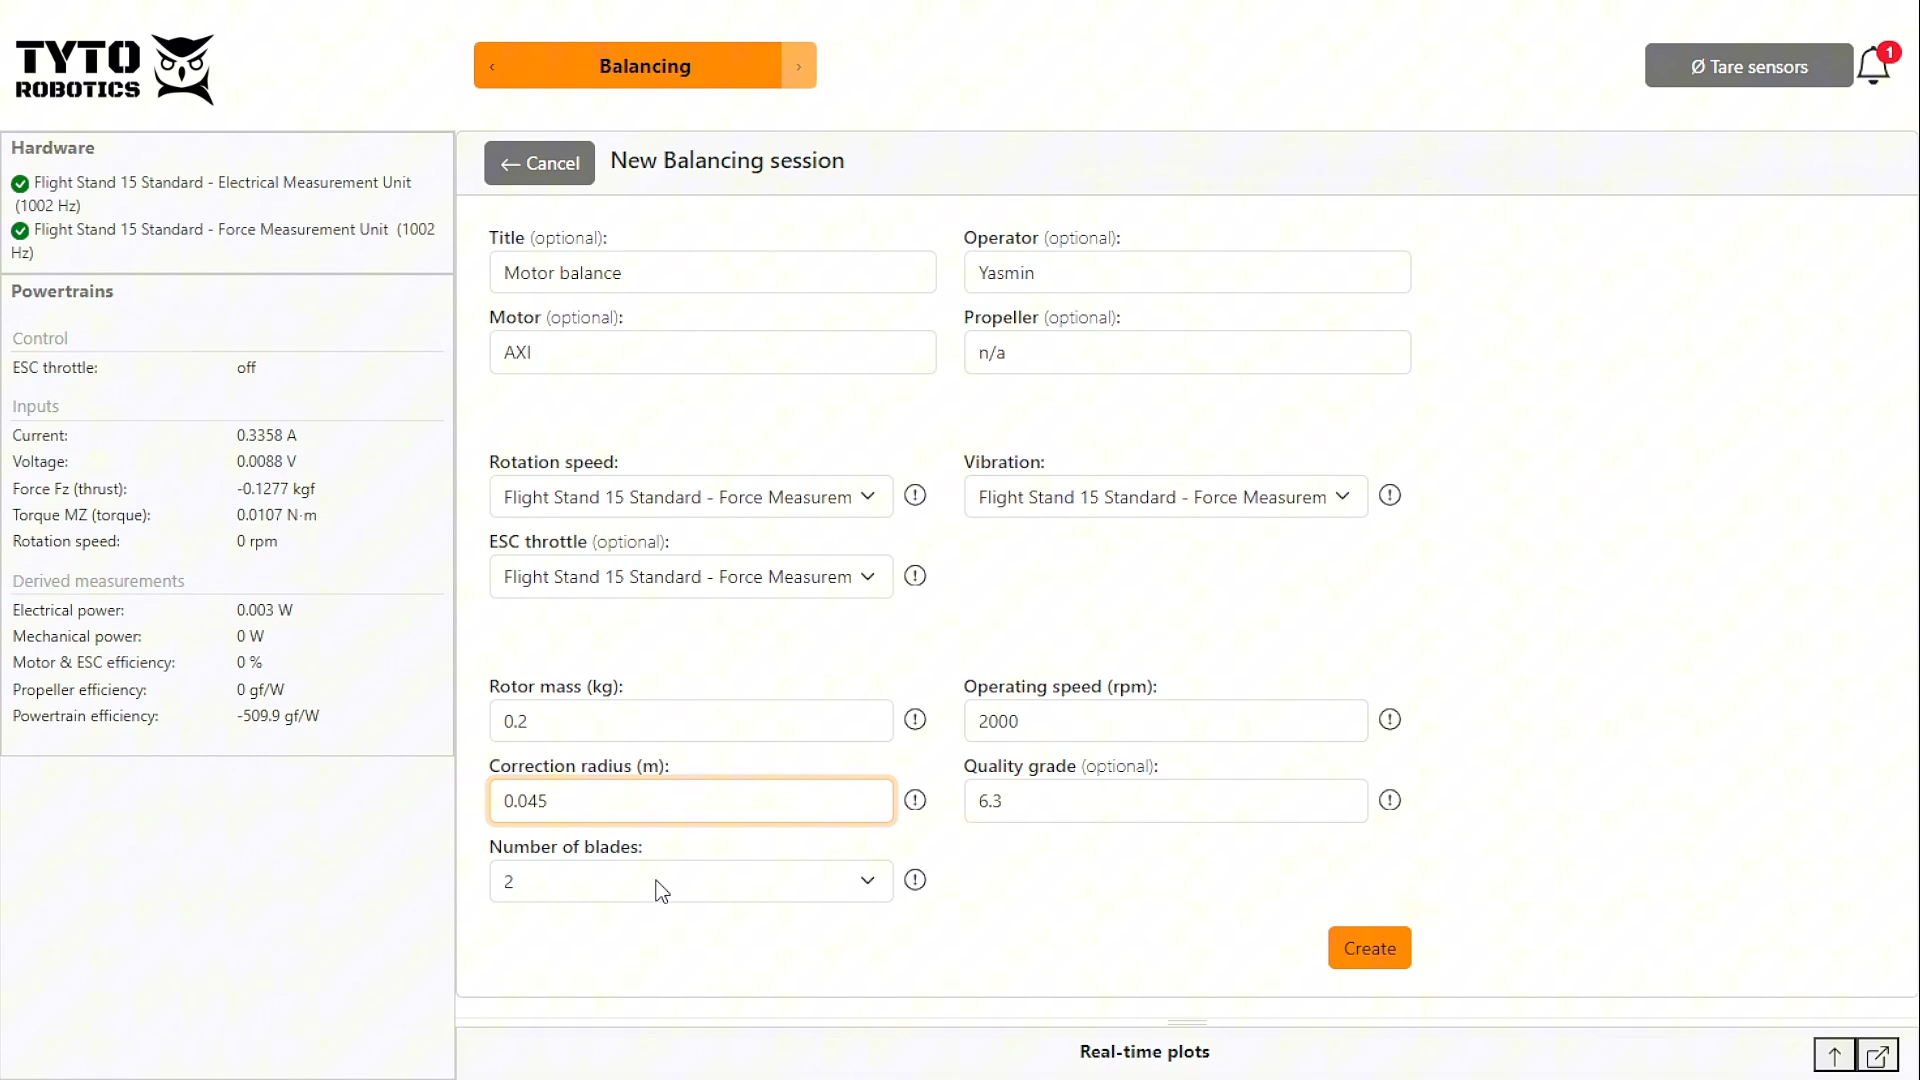 TYTO
ROBOTICS
‹ Balancing ›
Ø Tare sensors
1
Hardware
Flight Stand 15 Standard - Electrical Measurement Unit
(1002 Hz)
Flight Stand 15 Standard - Force Measurement Unit (1002
Hz)
Powertrains
Control
ESC throttle: off
Inputs
Current: 0.3358 A
Voltage: 0.0088 V
Force Fz (thrust): -0.1277 kgf
Torque MZ (torque): 0.0107 N·m
Rotation speed: 0 rpm
Derived measurements
Electrical power: 0.003 W
Mechanical power: 0 W
Motor & ESC efficiency: 0 %
Propeller efficiency: 0 gf/W
Powertrain efficiency: -509.9 gf/W
← Cancel New Balancing session
Title (optional): Operator (optional):
Motor balance Yasmin
Motor (optional): Propeller (optional):
AXI n/a
Rotation speed: Vibration:
Flight Stand 15 Standard - Force Measurem Flight Stand 15 Standard - Force Measurem
ESC throttle (optional):
Flight Stand 15 Standard - Force Measurem
Rotor mass (kg): Operating speed (rpm):
0.2 2000
Correction radius (m): Quality grade (optional):
0.045 6.3
Number of blades:
2
Create
Real-time plots